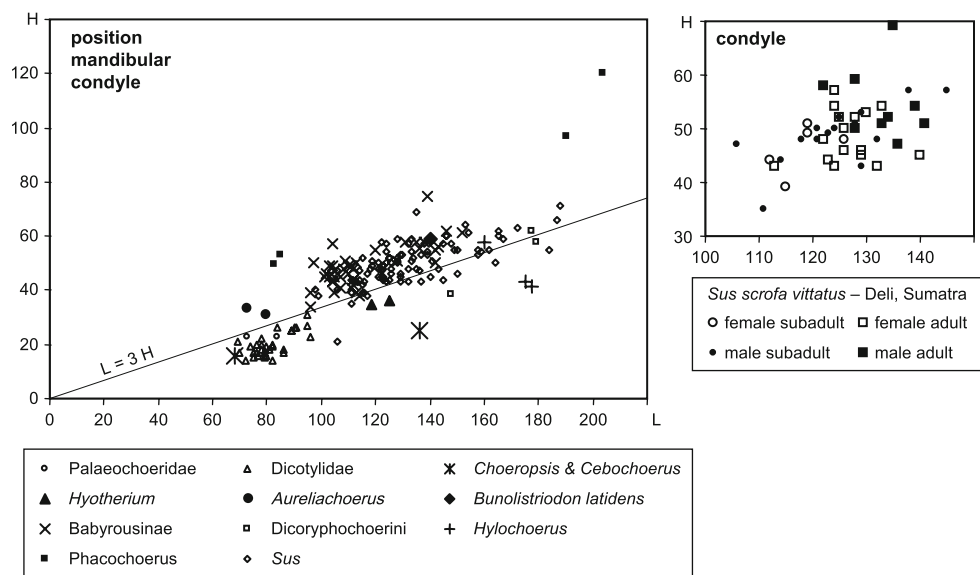 H
position
mandibular
condyle
120
100
80
60
40
20
0
L = 3 H
0 20 40 60 80 100 120 140 160 180 200 L
H
condyle
60
50
40
30
100 110 120 130 140 L
Sus scrofa vittatus – Deli, Sumatra
female subadult female adult
male subadult male adult
Palaeochoeridae Dicotylidae Choeropsis & Cebochoerus
Hyotherium Aureliachoerus Bunolistriodon latidens
Babyrousinae Dicoryphochoerini Hylochoerus
Phacochoerus Sus